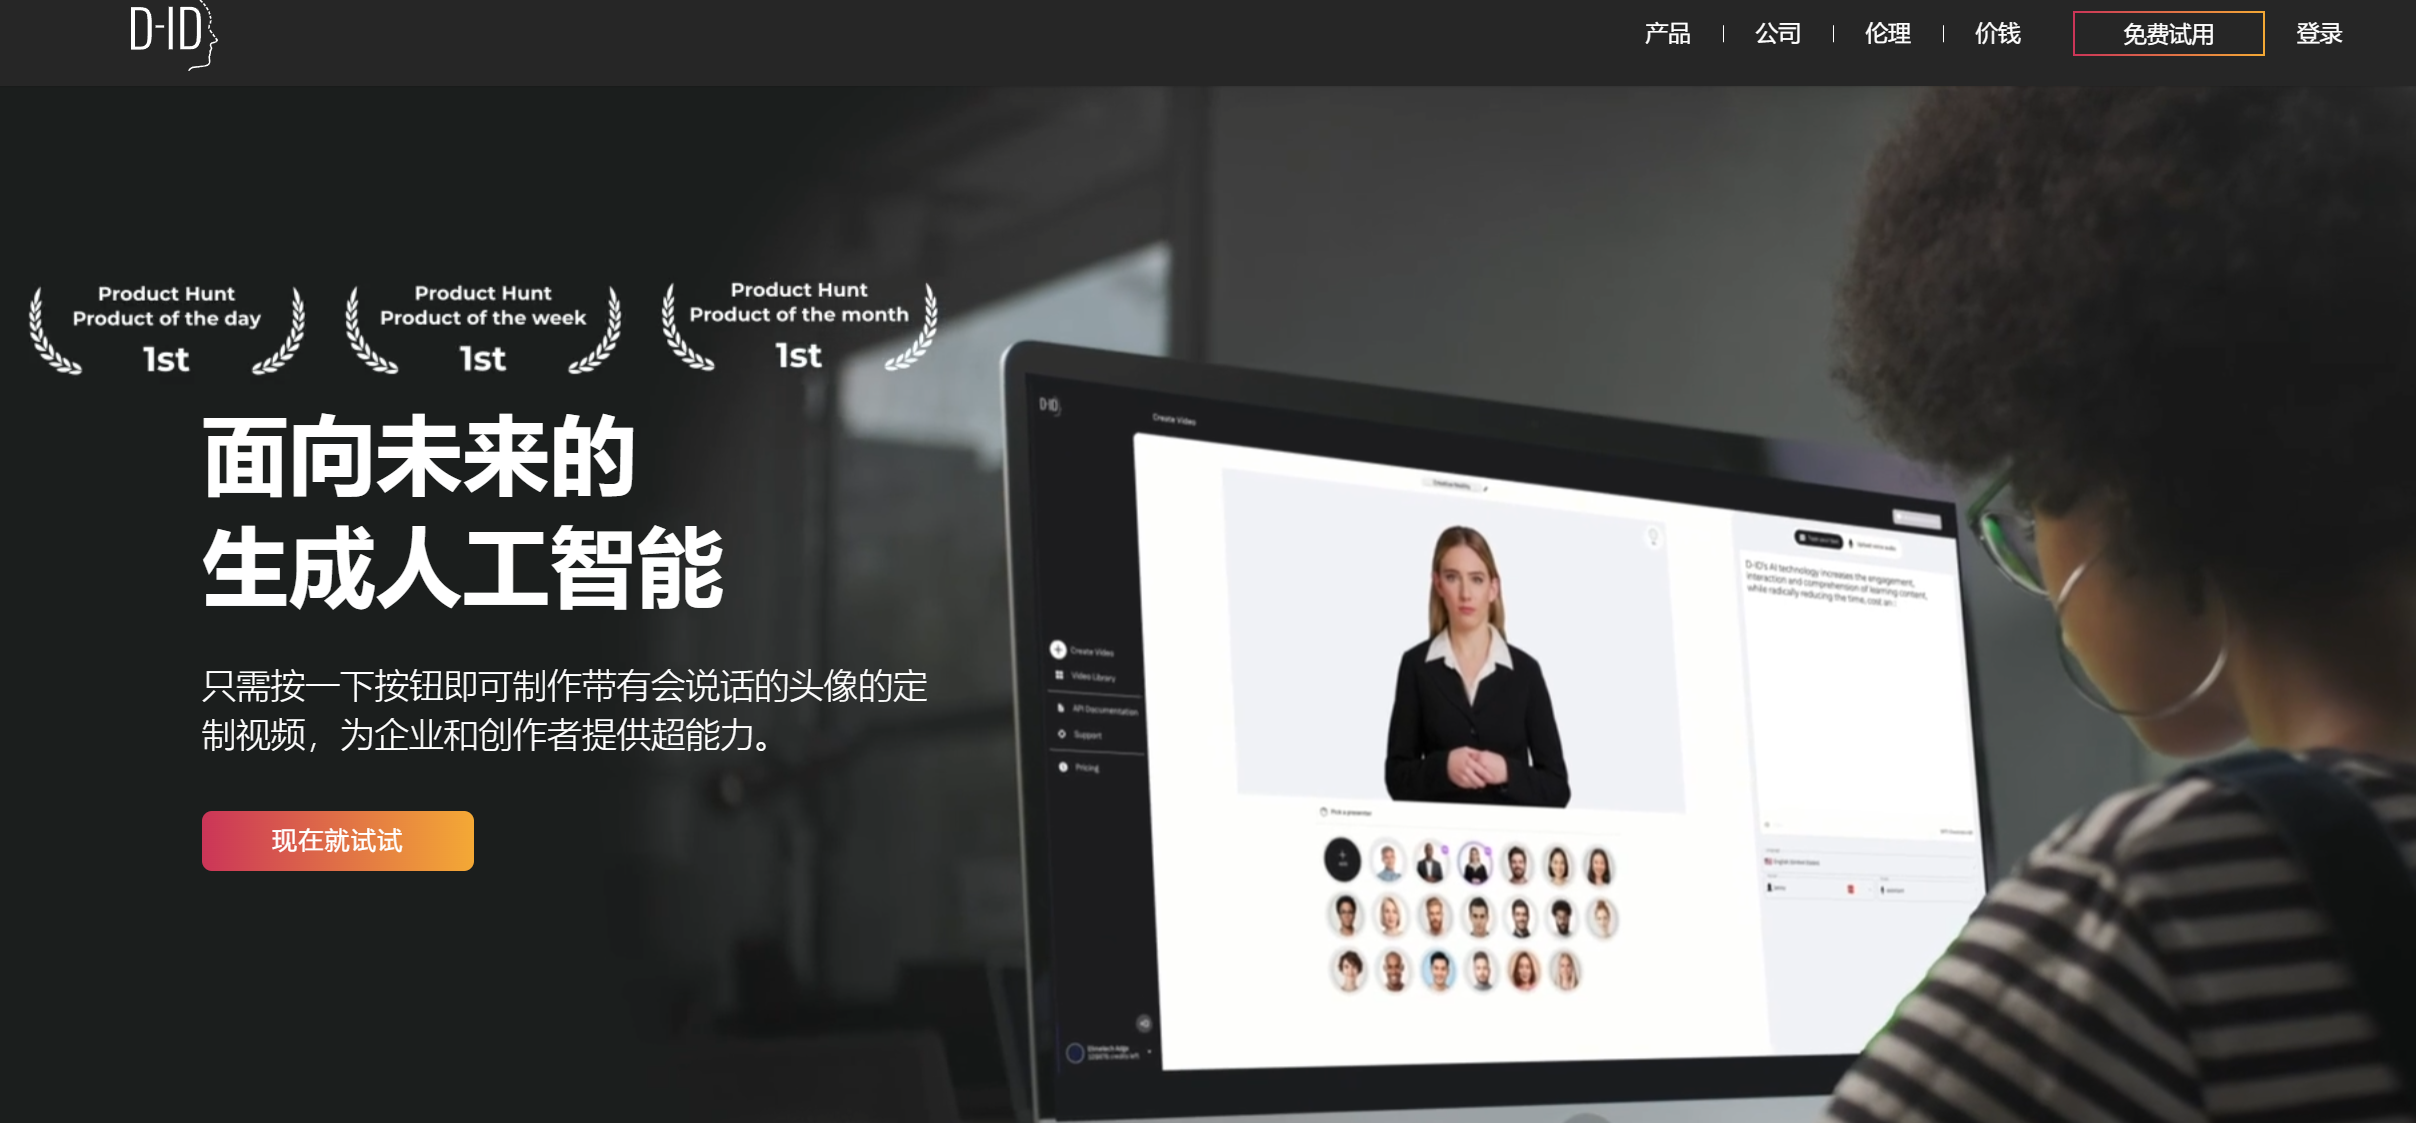 D-ID
产品
公司
伦理
价钱
免费试用
登录
Product Hunt
Product of the day
1st
Product Hunt
Product of the week
1st
Product Hunt
Product of the month
1st
面向未来的
生成人工智能
只需按一下按钮即可制作带有会说话的头像的定
制视频，为企业和创作者提供超能力。
现在就试试
D-ID
Create Video
D-ID's AI technology increases the engagement,
interaction and comprehension of learning content,
while radically reducing the time, cost an
Create Video
Video Library
API Documentation
Support
Pricing
Pick a presenter
English (United States)